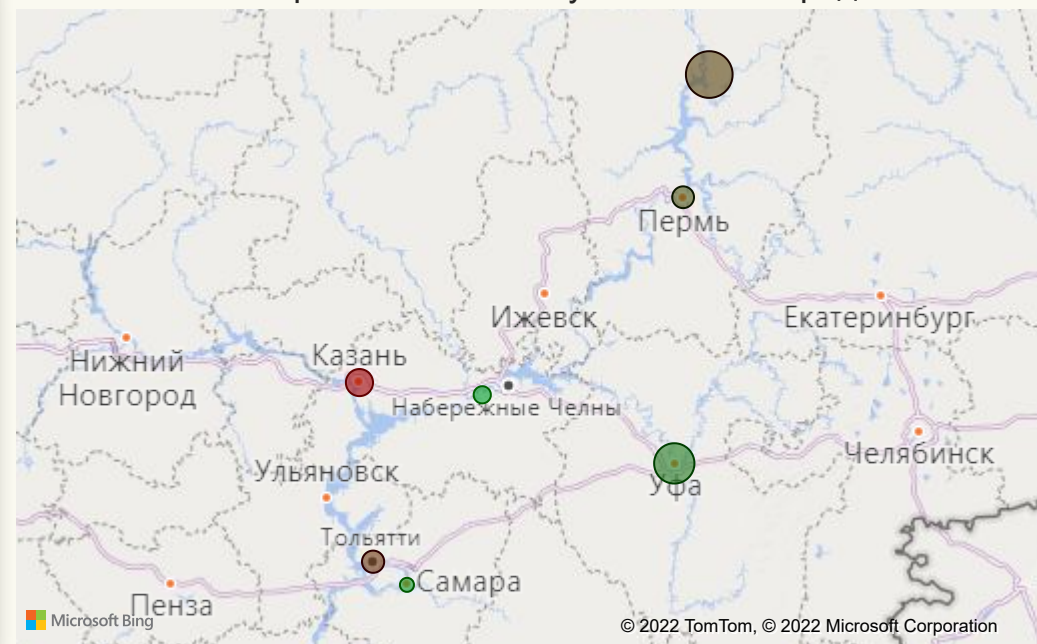 Пермь
Ижевск
Екатеринбург
Нижний
Новгород
Казань
Набережные Челны
Челябинск
Ульяновск
Уфа
Тольятти
Самара
Пенза
Microsoft Bing
© 2022 TomTom, © 2022 Microsoft Corporation